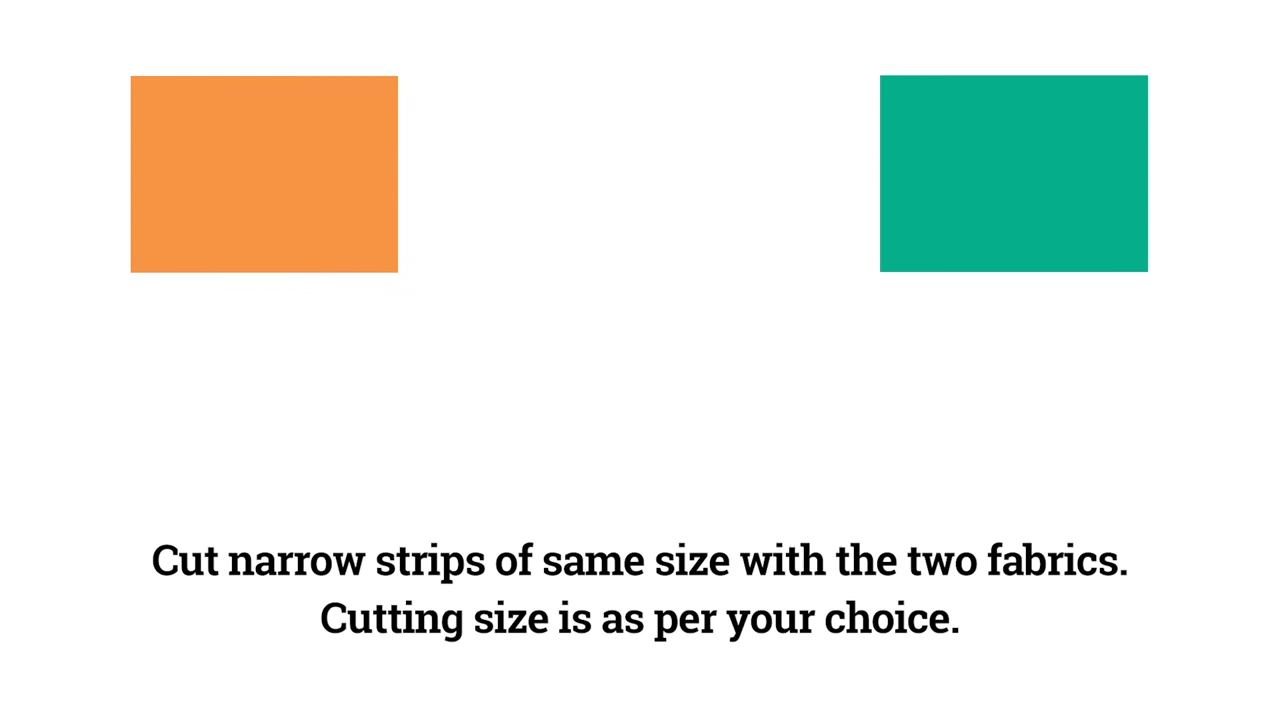 Cut narrow strips of same size with the two fabrics.
Cutting size is as per your choice.